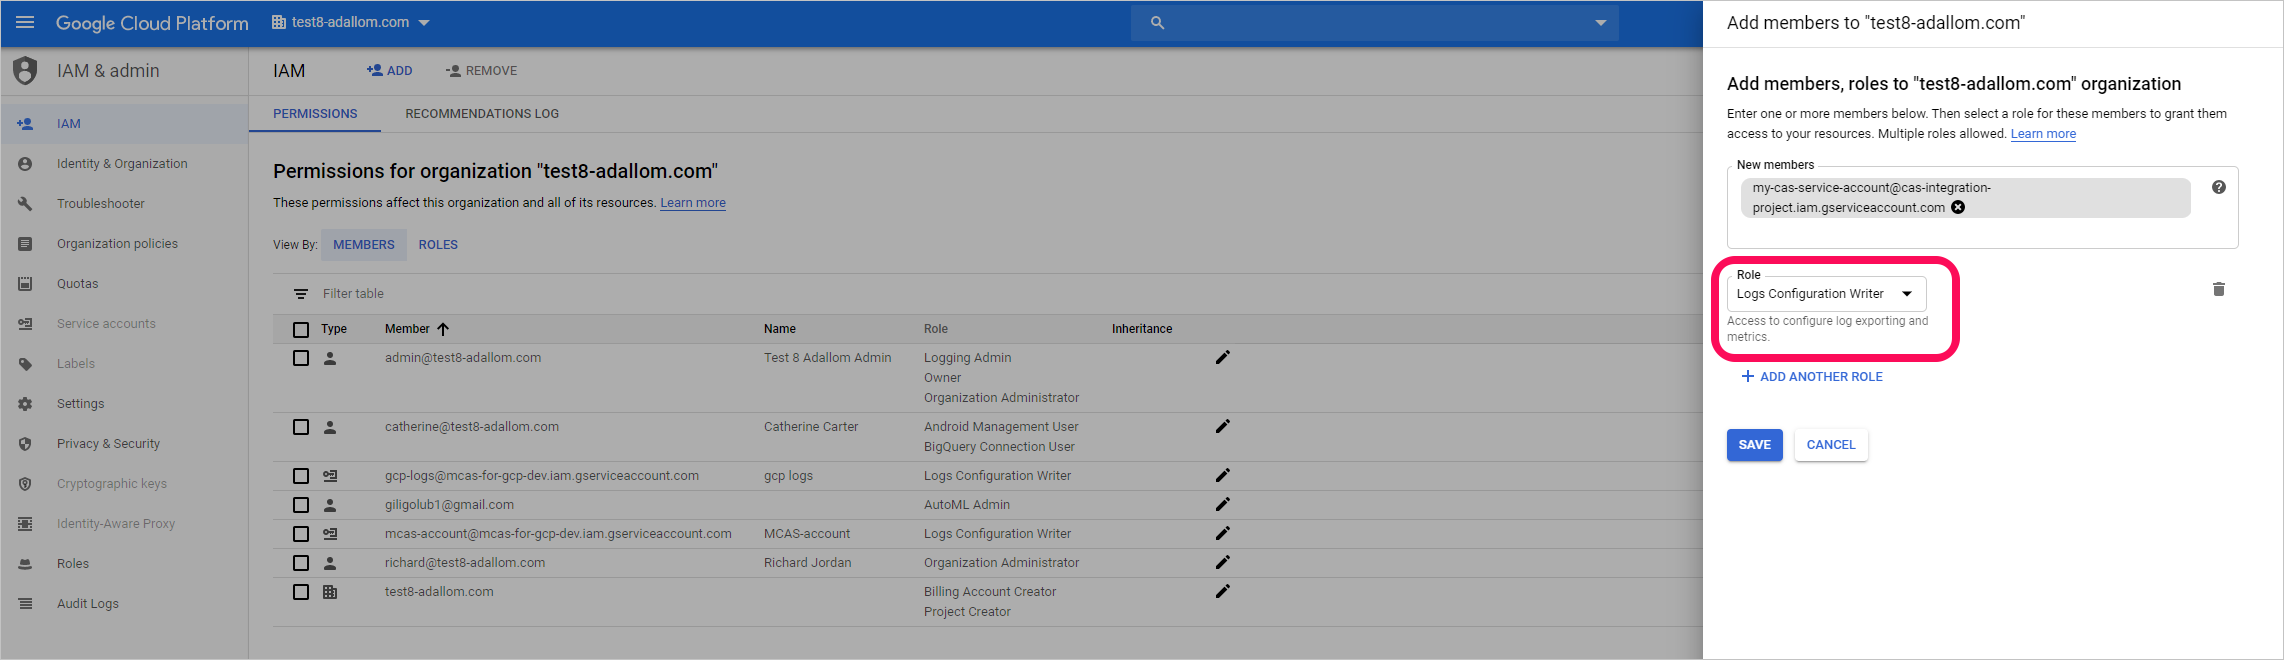 Google Cloud Platform
test8-adallom.com
IAM & admin
IAM
Identity & Organization
Troubleshooter
Organization policies
Quotas
Service accounts
Labels
Settings
Privacy & Security
Cryptographic keys
Identity-Aware Proxy
Roles
Audit Logs
IAM
ADD
REMOVE
PERMISSIONS
RECOMMENDATIONS LOG
Permissions for organization "test8-adallom.com"
These permissions affect this organization and all of its resources. Learn more
View By: MEMBERS ROLES
Filter table
Type Member Name Role Inheritance
admin@test8-adallom.com Test 8 Adallom Admin Logging Admin
Owner
Organization Administrator
catherine@test8-adallom.com Catherine Carter Android Management User
BigQuery Connection User
gcp-logs@mcas-for-gcp-dev.iam.gserviceaccount.com gcp logs Logs Configuration Writer
giligolub1@gmail.com AutoML Admin
mcas-account@mcas-for-gcp-dev.iam.gserviceaccount.com MCAS-account Logs Configuration Writer
richard@test8-adallom.com Richard Jordan Organization Administrator
test8-adallom.com Billing Account Creator
Project Creator
Add members to "test8-adallom.com"
Add members, roles to "test8-adallom.com" organization
Enter one or more members below. Then select a role for these members to grant them
access to your resources. Multiple roles allowed. Learn more
New members
my-cas-service-account@cas-integration-
project.iam.gserviceaccount.com
Role
Logs Configuration Writer
Access to configure log exporting and
metrics.
ADD ANOTHER ROLE
SAVE CANCEL